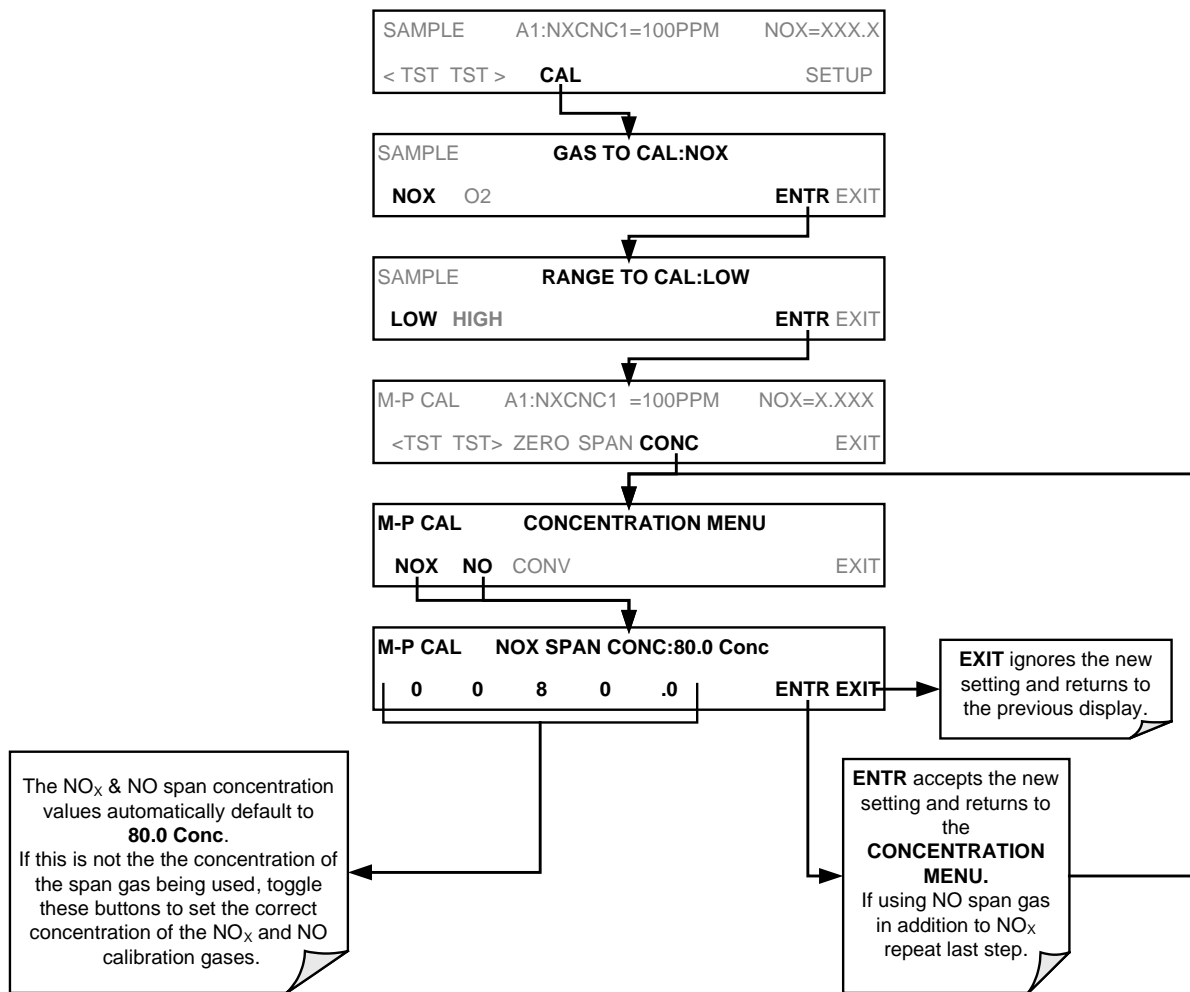 SAMPLE A1:NXCNC1=100PPM NOX=XXX.X
< TST TST > CAL SETUP
SAMPLE GAS TO CAL:NOX
NOX O2 ENTR EXIT
SAMPLE RANGE TO CAL:LOW
LOW HIGH ENTR EXIT
M-P CAL A1:NXCNC1 =100PPM NOX=X.XXX
<TST TST> ZERO SPAN CONC EXIT
M-P CAL CONCENTRATION MENU
NOX NO CONV EXIT
M-P CAL NOX SPAN CONC:80.0 Conc
0 0 8 0 .0 ENTR EXIT
EXIT ignores the new
setting and returns to
the previous display.
The NOX & NO span concentration
values automatically default to
80.0 Conc.
If this is not the the concentration of
the span gas being used, toggle
these buttons to set the correct
concentration of the NOX and NO
calibration gases.
ENTR accepts the new
setting and returns to
the
CONCENTRATION
MENU.
If using NO span gas
in addition to NOX
repeat last step.